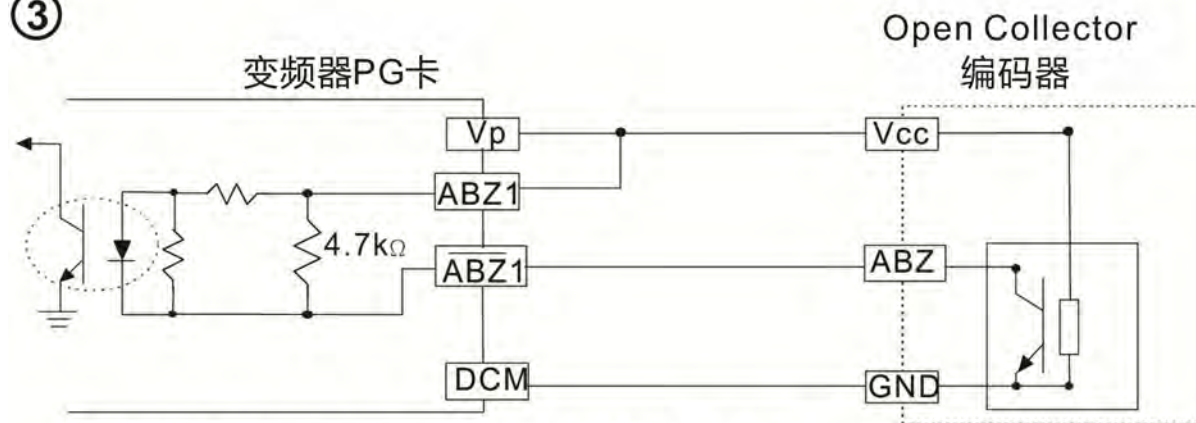 ③
Open Collector
编码器
变频器PG卡
Vp
Vcc
ABZ1
4.7kΩ
A̅B̅Z̅1̅
ABZ
DCM
GND